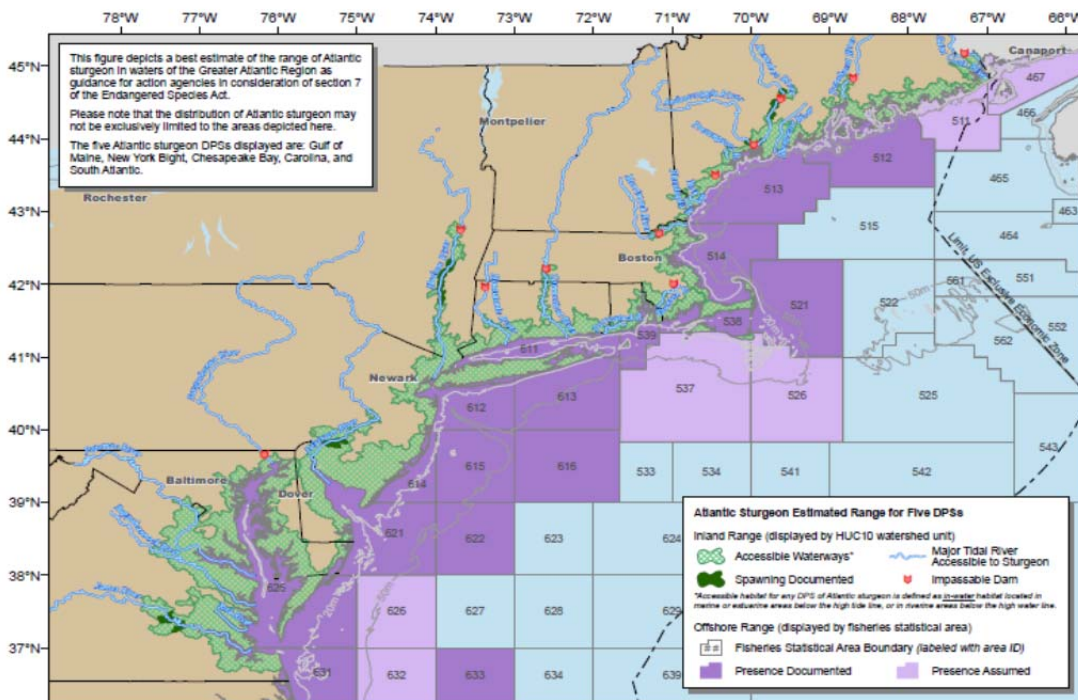 78°W 77°W 76°W 75°W 74°W 73°W 72°W 71°W 70°W 69°W 68°W 67°W 66°W
This figure depicts a best estimate of the range of Atlantic
sturgeon in waters of the Greater Atlantic Region as
guidance for action agencies in consideration of section 7
of the Endangered Species Act.
Please note that the distribution of Atlantic sturgeon may
not be exclusively limited to the areas depicted here.
The five Atlantic sturgeon DPSs displayed are: Gulf of
Maine, New York Bight, Chesapeake Bay, Carolina, and
South Atlantic.
Canaport
45°N
467
466
511
Montpelier
44°N
512
465
513
Rochester
43°N
463
515
464
Boston
514
Limit US Exclusive Economic Zone
42°N
561
551
50m
521
522
552
538
539
562
20m
611
41°N
Newark
537
526
525
613
612
40°N
543
615
616
533
534
541
542
Baltimore
Dover
614
39°N
621
622
623
624
20m
50m
38°N
625
626
627
628
629
37°N
631
632
633
634
639
Atlantic Sturgeon Estimated Range for Five DPSs
Inland Range (displayed by HUC10 watershed unit)
Accessible Waterways*
Major Tidal River
Accessible to Sturgeon
Spawning Documented
Impassable Dam
*Accessible habitat for any DPS of Atlantic sturgeon is defined as in-water habitat located in
marine or estuarine areas below the high tide line, or in riverine areas below the high water line.
Offshore Range (displayed by fisheries statistical area)
Fisheries Statistical Area Boundary (labeled with area ID)
Presence Documented
Presence Assumed